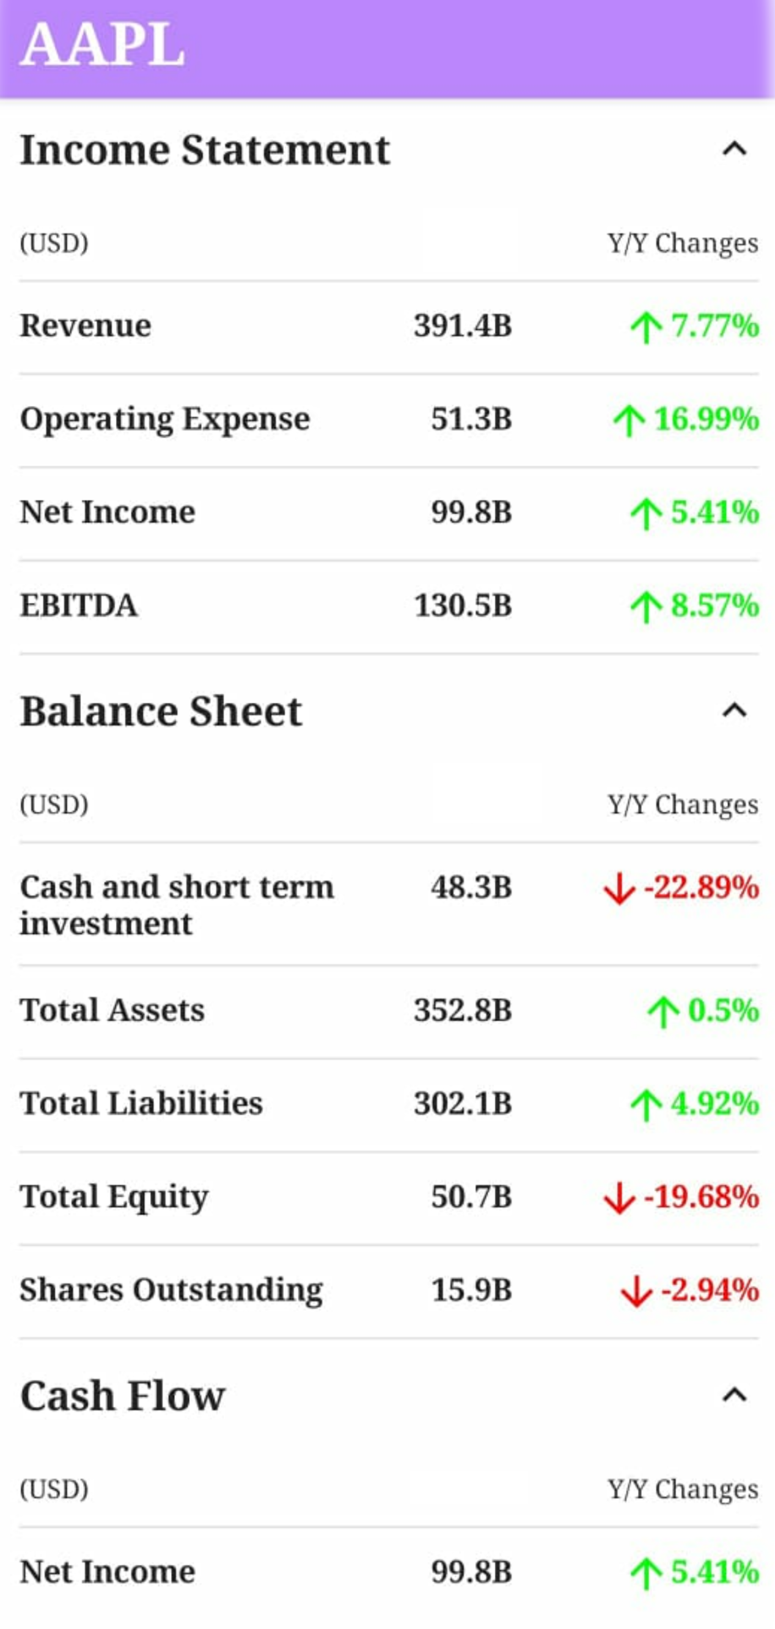 AAPL
Income Statement
(USD) Y/Y Changes
Revenue 391.4B 7.77%
Operating Expense 51.3B 16.99%
Net Income 99.8B 5.41%
EBITDA 130.5B 8.57%
Balance Sheet
(USD) Y/Y Changes
Cash and short term 48.3B -22.89%
investment
Total Assets 352.8B 0.5%
Total Liabilities 302.1B 4.92%
Total Equity 50.7B -19.68%
Shares Outstanding 15.9B -2.94%
Cash Flow
(USD) Y/Y Changes
Net Income 99.8B 5.41%